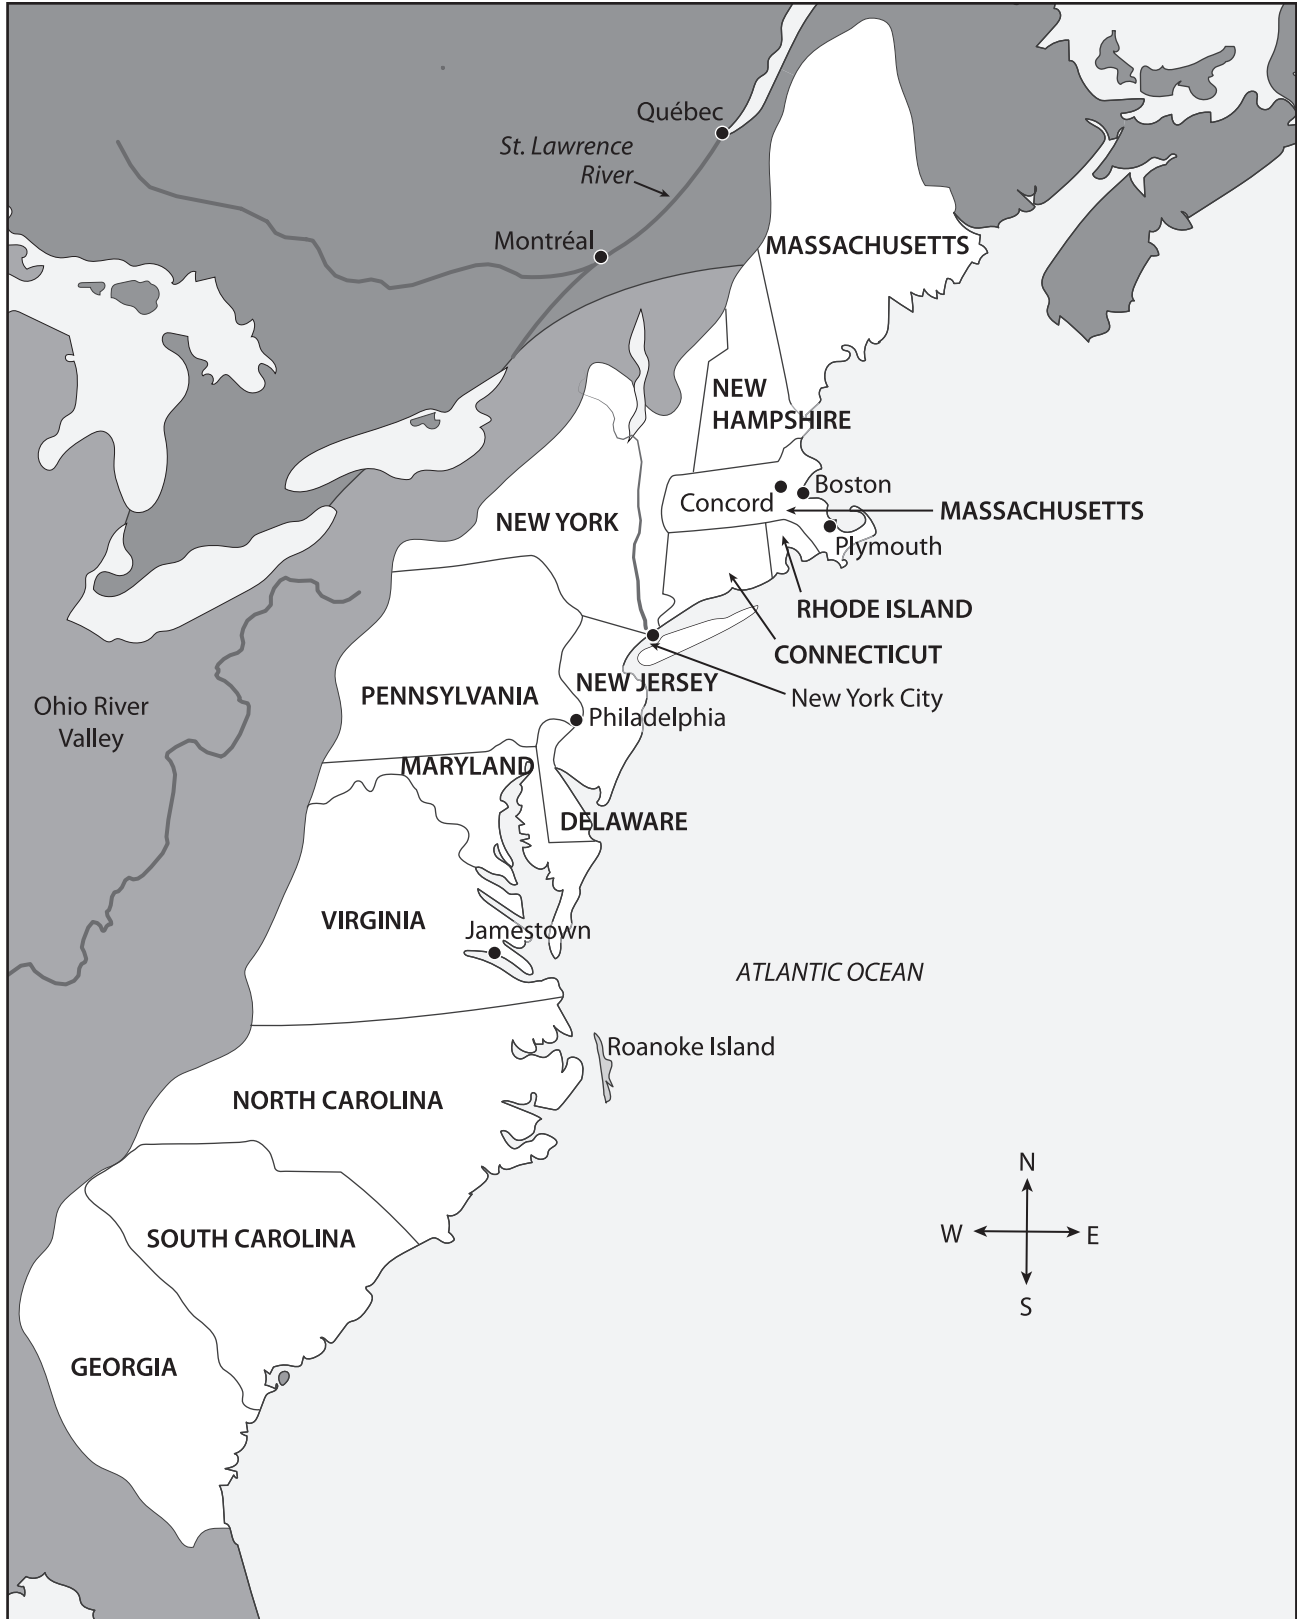 Québec
St. Lawrence
River
Montréal
MASSACHUSETTS
NEW
HAMPSHIRE
Boston
Concord
MASSACHUSETTS
NEW YORK
Plymouth
RHODE ISLAND
CONNECTICUT
NEW JERSEY
PENNSYLVANIA
New York City
Ohio River
Valley
Philadelphia
MARYLAND
DELAWARE
VIRGINIA
Jamestown
ATLANTIC OCEAN
Roanoke Island
NORTH CAROLINA
N
W
E
S
SOUTH CAROLINA
GEORGIA